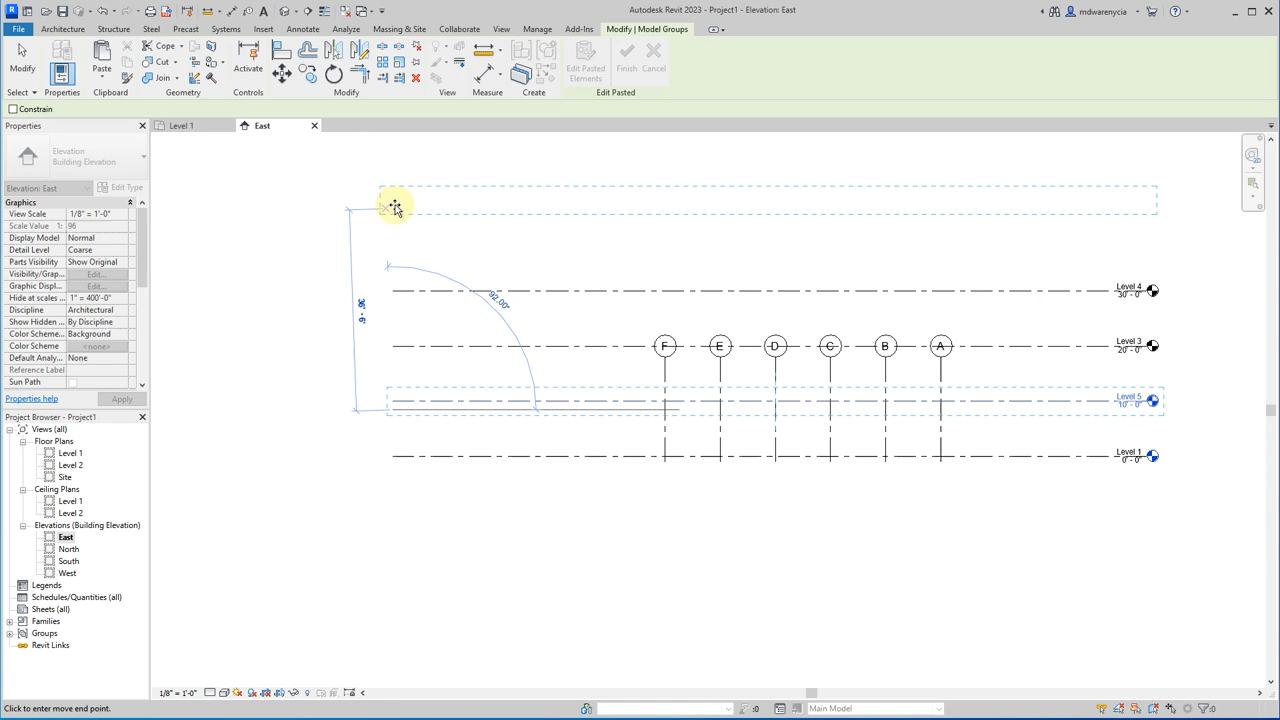 Autodesk Revit 2023 - Project1 - Elevation: East
mdwarenycia
File Architecture Structure Steel Precast Systems Insert Annotate Analyze Massing & Site Collaborate View Manage Add-Ins Modify | Model Groups
Modify Properties Paste Cope Cut Join Activate Edit Pasted Elements Finish Cancel
Select Properties Clipboard Geometry Controls Modify View Measure Create Edit Pasted
Constrain
Properties
Level 1
East
Elevation
Building Elevation
Elevation: East
Edit Type
Graphics
View Scale 1/8" = 1'-0"
Scale Value 1: 96
Display Model Normal
Detail Level Coarse
Parts Visibility Show Original
Visibility/Grap... Edit...
Graphic Displ... Edit...
Hide at scales ... 1" = 400'-0"
Discipline Architectural
Show Hidden ... By Discipline
Color Scheme... Background
Color Scheme <none>
Default Analy... None
Reference Label
Sun Path
Properties help
Apply
Project Browser - Project1
Views (all)
Floor Plans
Level 1
Level 2
Site
Ceiling Plans
Level 1
Level 2
Elevations (Building Elevation)
East
North
South
West
Legends
Schedules/Quantities (all)
Sheets (all)
Families
Groups
Revit Links
36' - 6"
92.00°
Level 4
30' - 0"
Level 3
20' - 0"
F E D C B A
Level 5
10' - 0"
Level 1
0' - 0"
1/8" = 1'-0"
Click to enter move end point.
:0
Main Model
:0